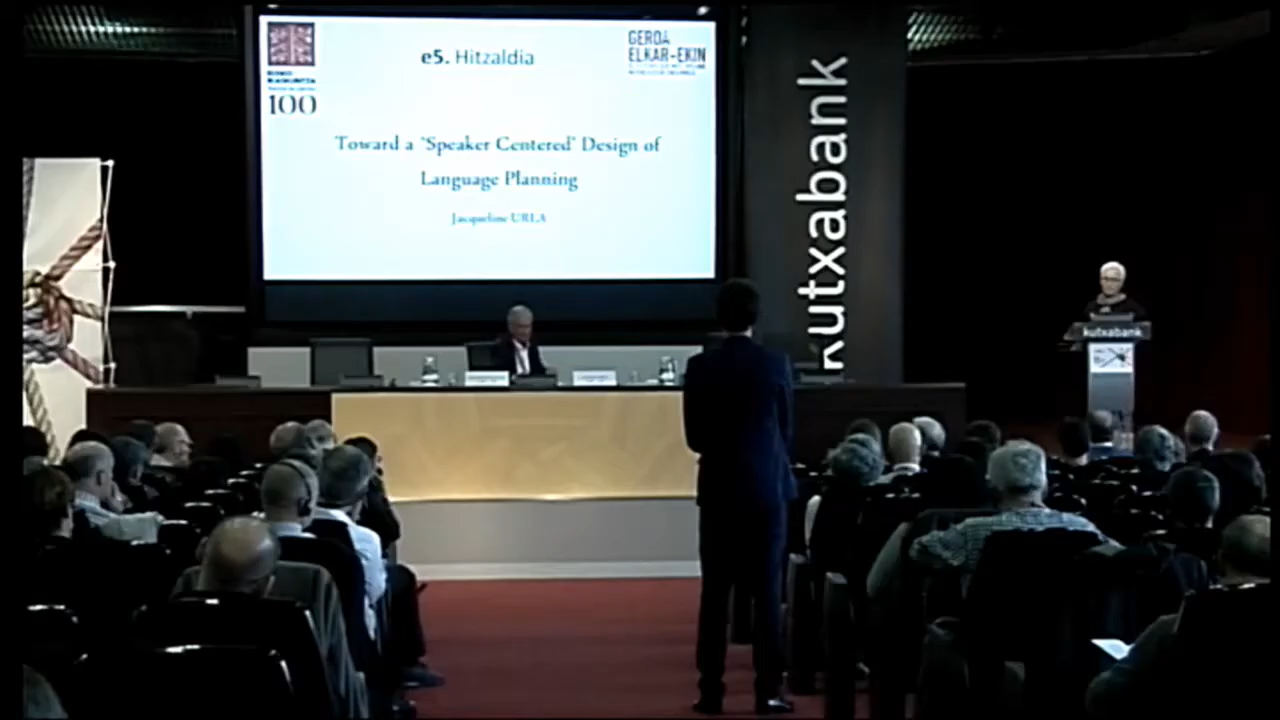 e5. Hitzaldia
100
GEROA
ELKAR-EKIN
Toward a 'Speaker Centered' Design of
Language Planning
Jacqueline URLA
kutxabank
kutxabank